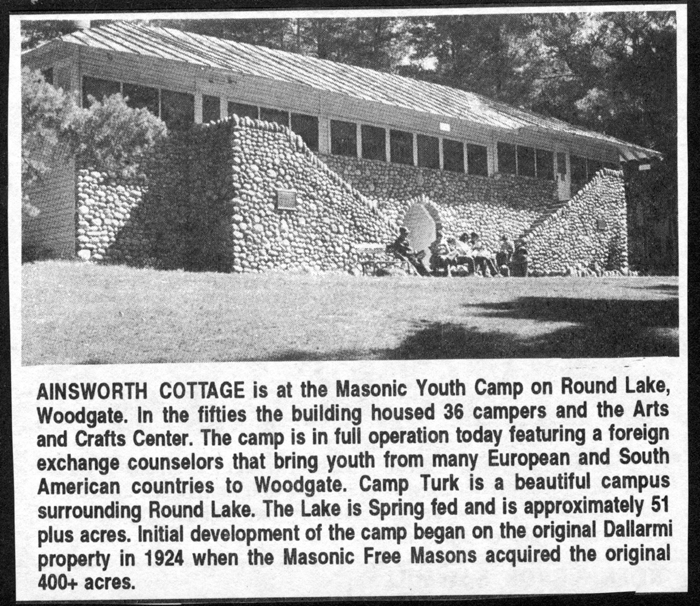 AINSWORTH COTTAGE is at the Masonic Youth Camp on Round Lake,
Woodgate. In the fifties the building housed 36 campers and the Arts
and Crafts Center. The camp is in full operation today featuring a foreign
exchange counselors that bring youth from many European and South
American countries to Woodgate. Camp Turk is a beautiful campus
surrounding Round Lake. The Lake is Spring fed and is approximately 51
plus acres. Initial development of the camp began on the original Dallarmi
property in 1924 when the Masonic Free Masons acquired the original
400+ acres.